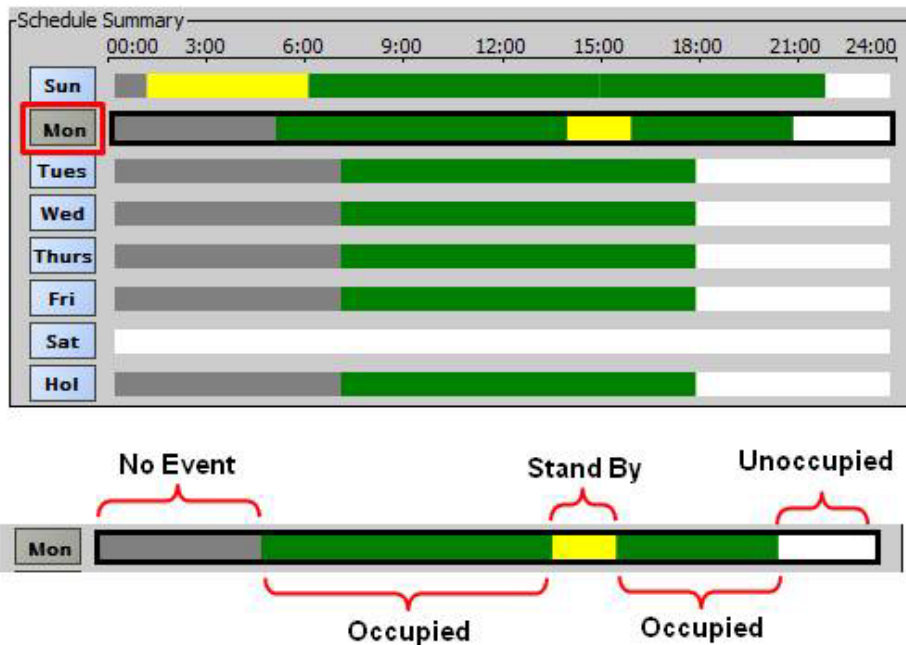 Schedule Summary
00:00 3:00 6:00 9:00 12:00 15:00 18:00 21:00 24:00
Sun
Mon
Tues
Wed
Thurs
Fri
Sat
Hol
No Event Stand By Unoccupied
Mon
Occupied Occupied